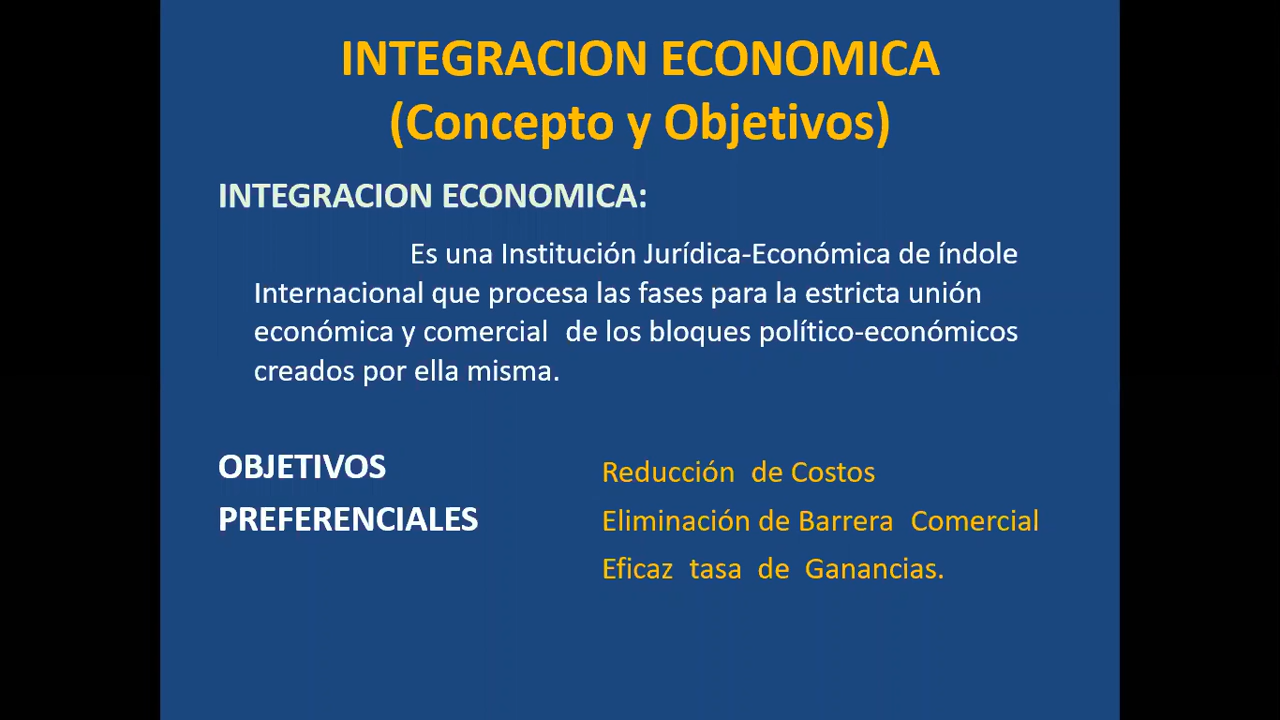 INTEGRACION ECONOMICA
(Concepto y Objetivos)
INTEGRACION ECONOMICA:
Es una Institución Jurídica-Económica de índole
Internacional que procesa las fases para la estricta unión
económica y comercial de los bloques político-económicos
creados por ella misma.
OBJETIVOS
PREFERENCIALES
Reducción de Costos
Eliminación de Barrera Comercial
Eficaz tasa de Ganancias.